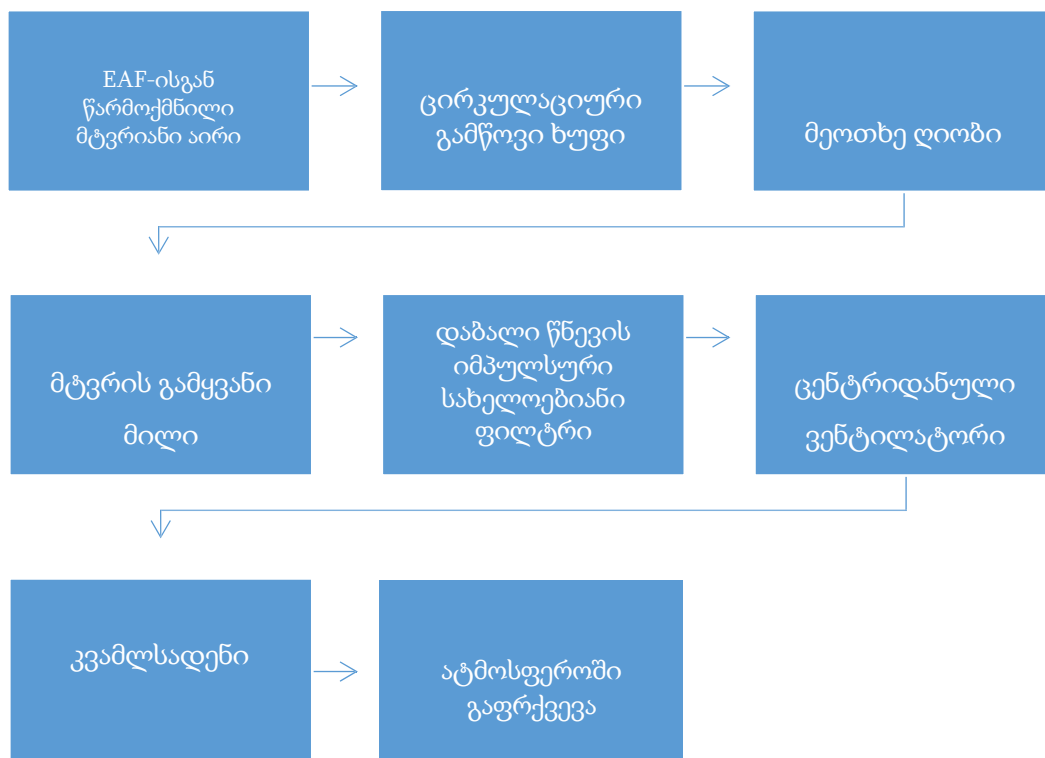 EAF-ისგან
წარმოქმნილი
მტვრიანი აირი
ცირკულაციური
გამწოვი ხუფი
მეოთხე ღიობი
მტვრის გამყვანი
მილი
დაბალი წნევის
იმპულსური
სახელოებიანი
ფილტრი
ცენტრიდანული
ვენტილატორი
კვამლსადენი
ატმოსფეროში
გაფრქვევა